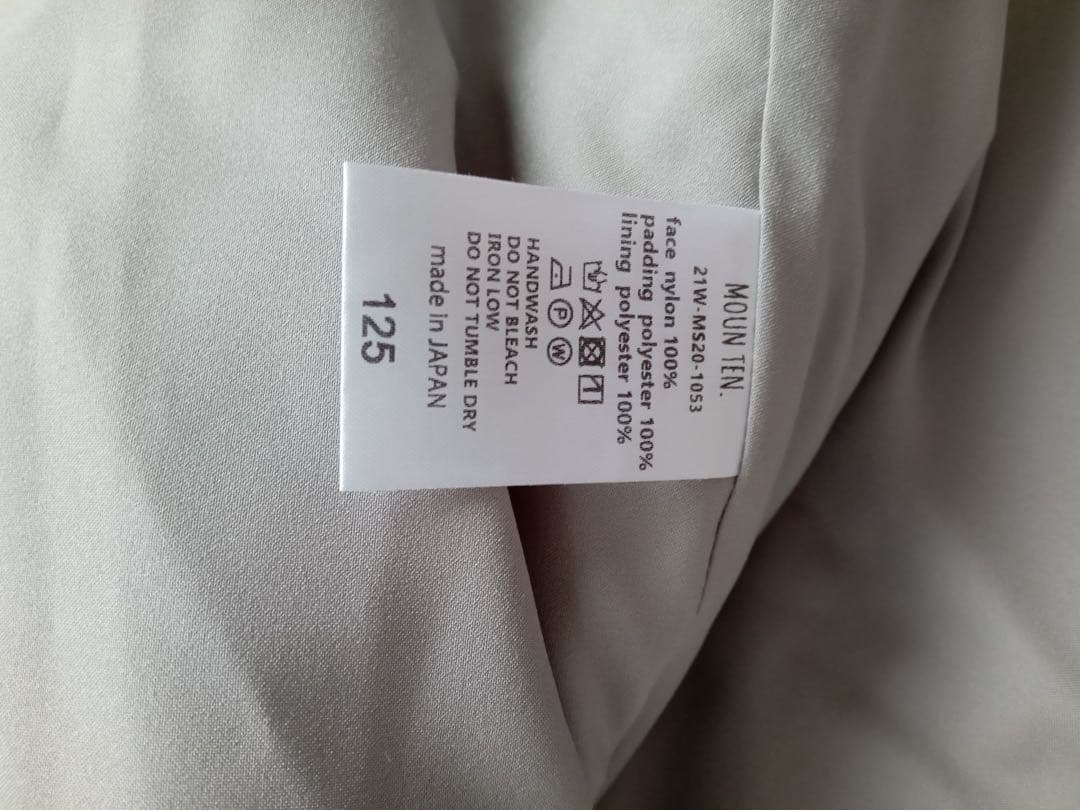 MOUN TEN.
21W-MS20-1053
face nylon 100%
padding polyester 100%
lining polyester 100%
P W
HANDWASH
DO NOT BLEACH
IRON LOW
DO NOT TUMBLE DRY
made in JAPAN
125